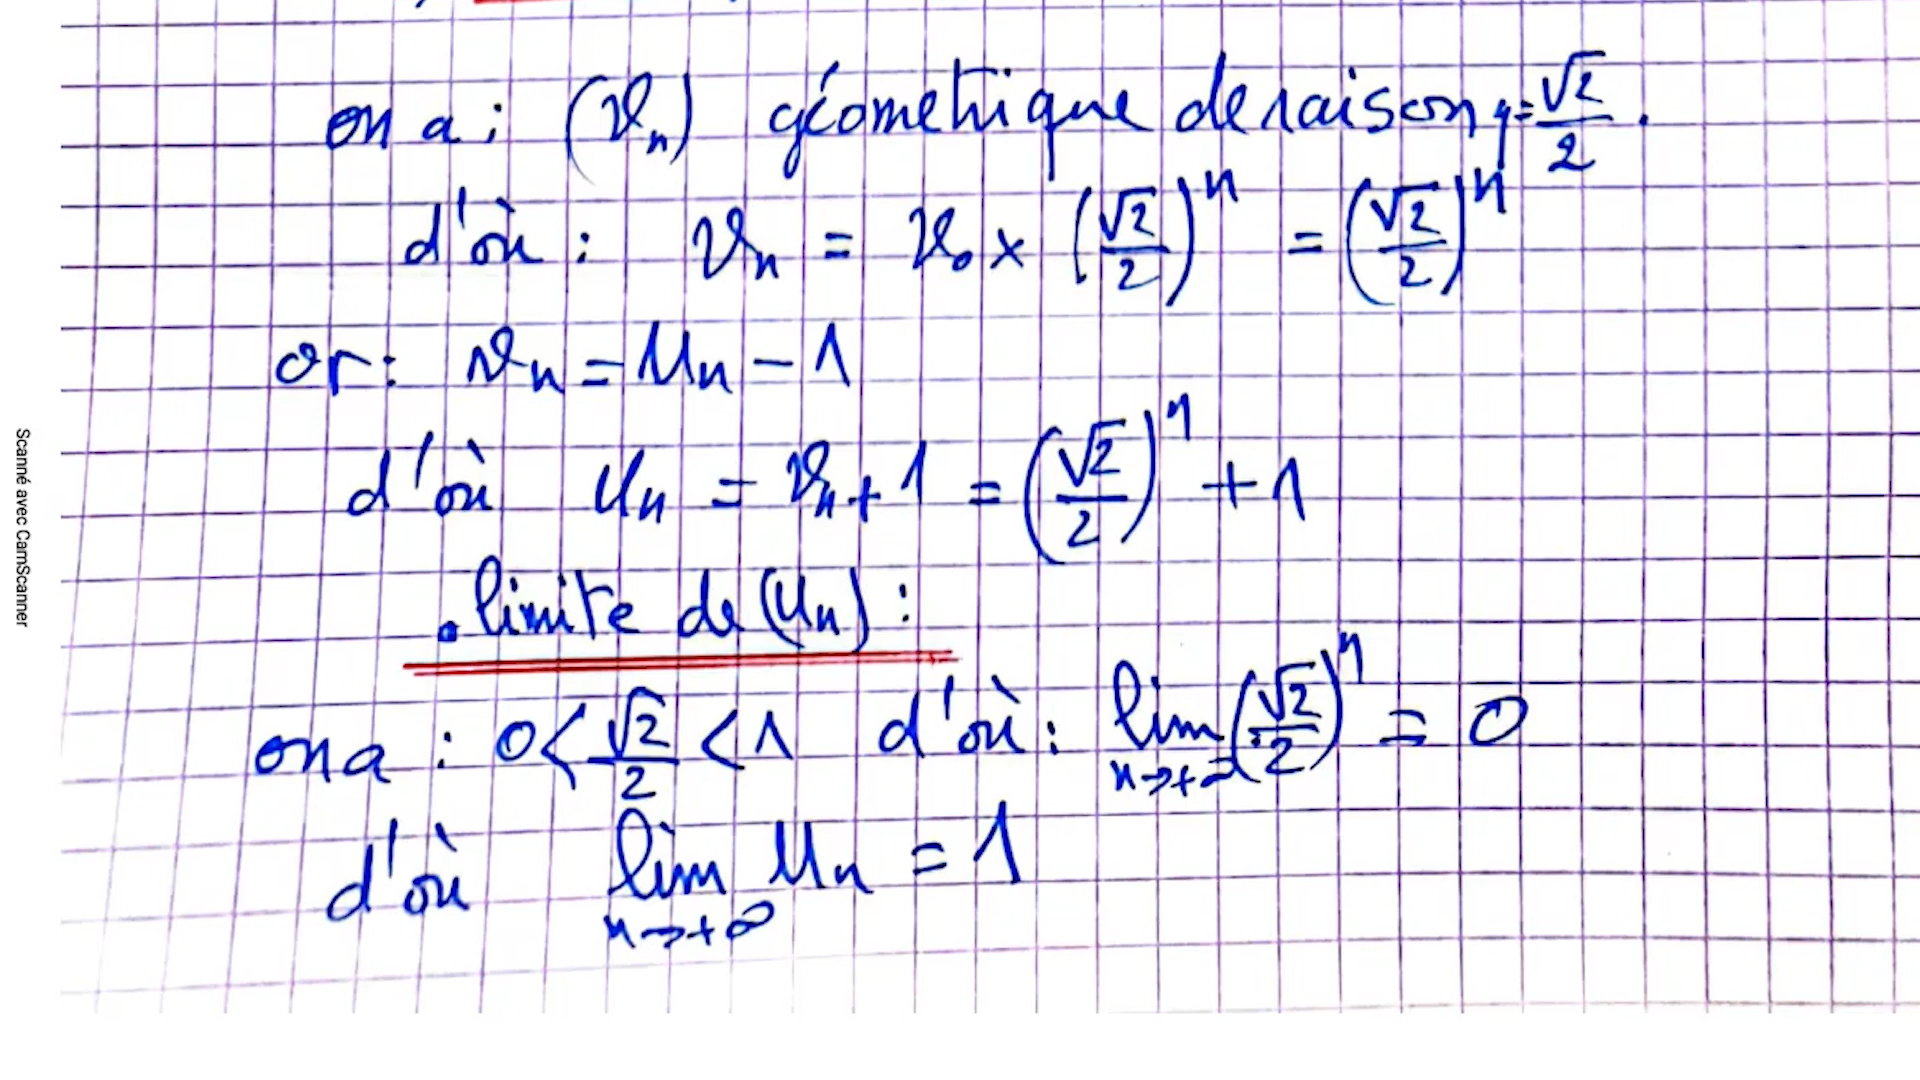 on a : (vₙ) géométrique de raison q = √2/2.
d'où : vₙ = v₀ × (√2/2)ⁿ = (√2/2)ⁿ
or : vₙ = Uₙ − 1
d'où Uₙ = vₙ + 1 = (√2/2)ⁿ + 1
. limite de (Uₙ) :
on a : 0 < √2/2 < 1 d'où : lim n→+∞ (√2/2)ⁿ = 0
d'où lim n→+∞ Uₙ = 1
Scanné avec CamScanner